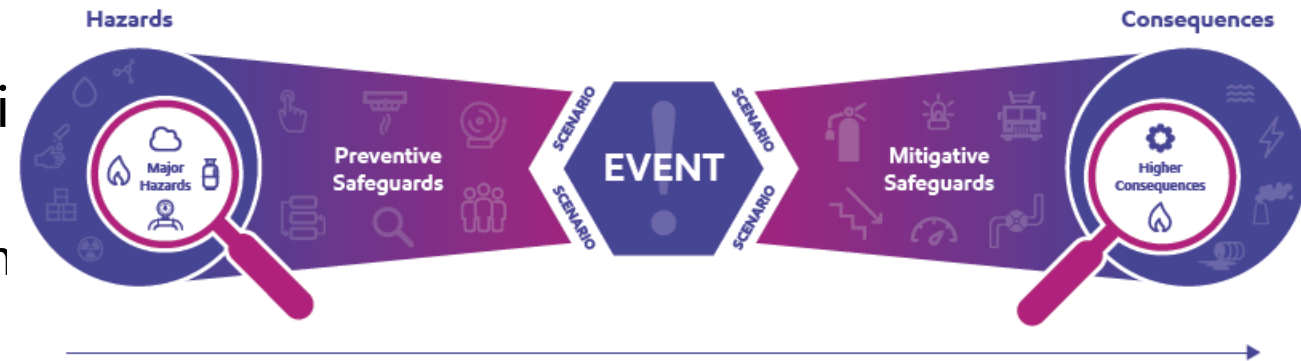 Hazards
Consequences
i
n
Major
Hazards
Preventive
Safeguards
SCENARIO
SCENARIO
EVENT
SCENARIO
SCENARIO
Mitigative
Safeguards
Higher
Consequences